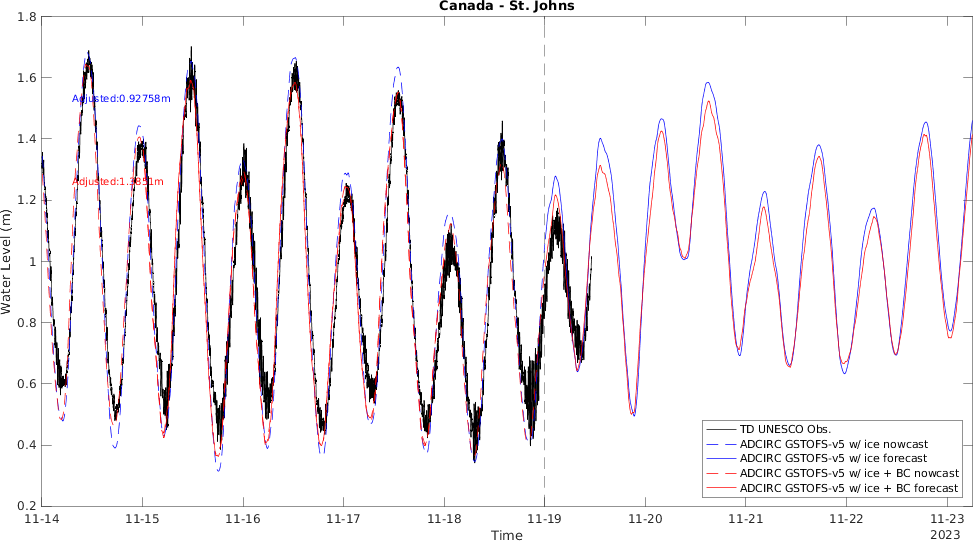 Canada - St. Johns
1.8
1.6
1.4
1.2
1
0.8
0.6
0.4
0.2
Water Level (m)
Adjusted:0.92758m
Adjusted:1.3851m
TD UNESCO Obs.
ADCIRC GSTOFS-v5 w/ ice nowcast
ADCIRC GSTOFS-v5 w/ ice forecast
ADCIRC GSTOFS-v5 w/ ice + BC nowcast
ADCIRC GSTOFS-v5 w/ ice + BC forecast
11-14 11-15 11-16 11-17 11-18 11-19 11-20 11-21 11-22 11-23
Time
2023